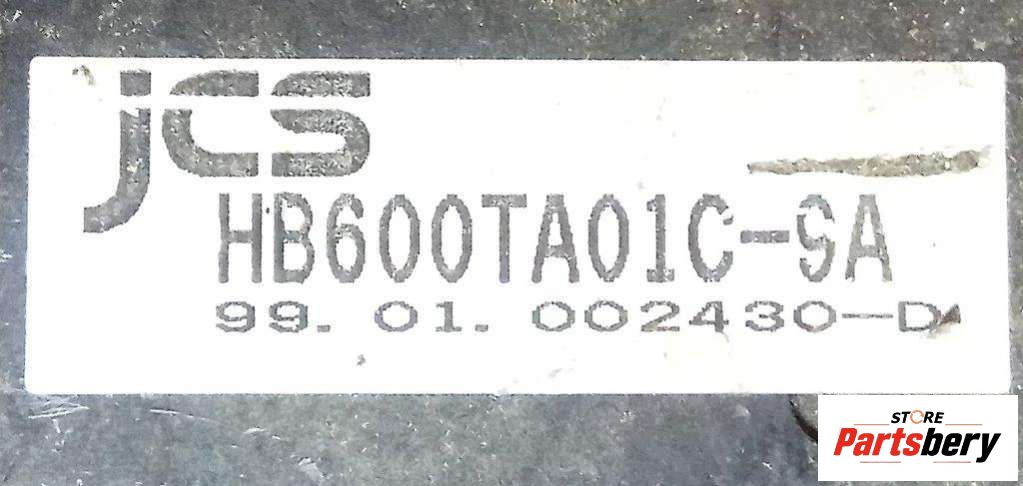 jcs
HB600TA01C-9A
99. 01. 002430-D
STORE
Partsbery